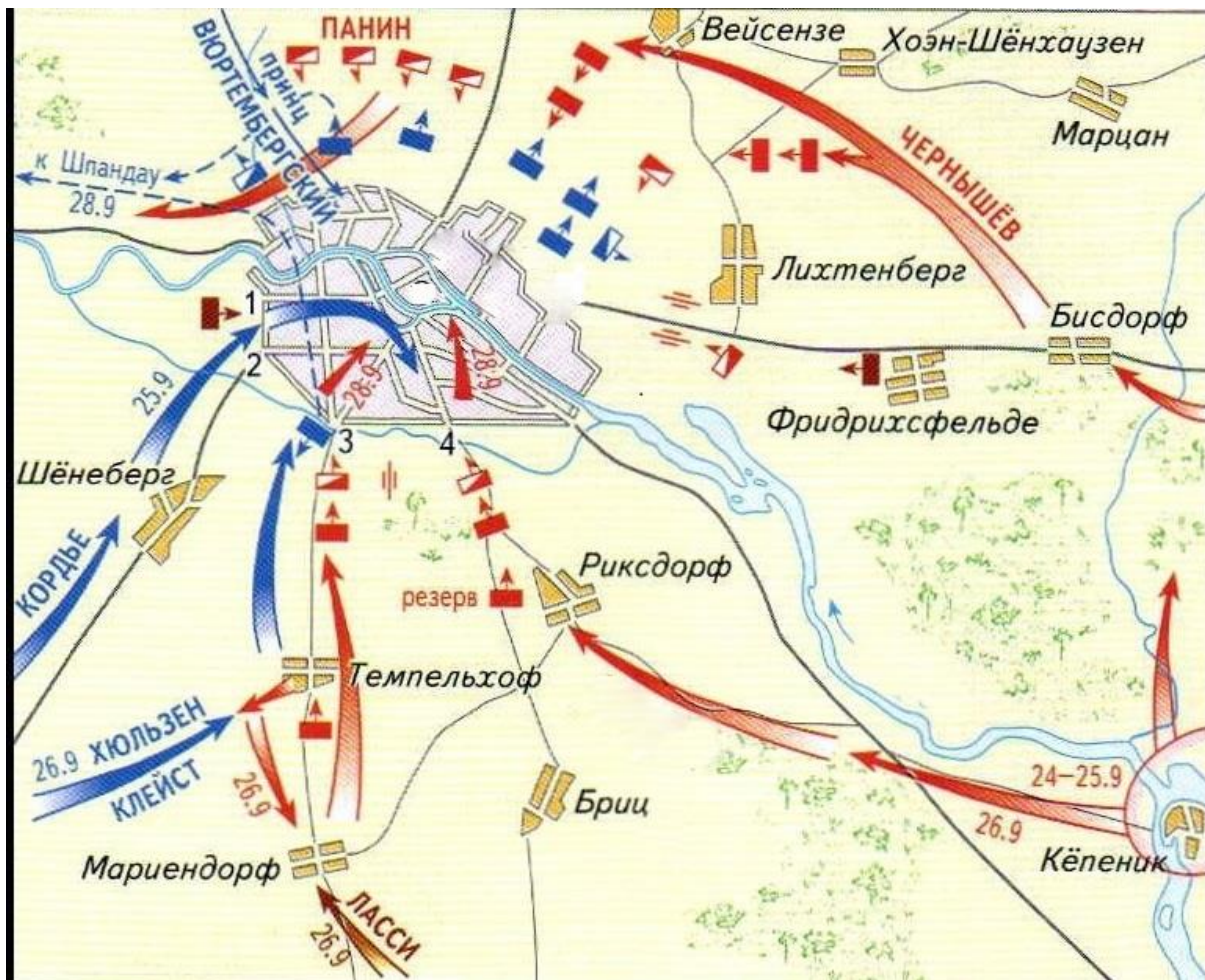 ПАНИН
Вейсензе
Хоэн-Шёнхаузен
Марцан
ВЮРТЕМБЕРГСКИЙ
принц
ЧЕРНЫШЁВ
к Шпандау
28.9
Лихтенберг
Бисдорф
1
2
25.9
28.9
28.9
Фридрихсфельде
3
4
Шёнеберг
КОРДЬЕ
Риксдорф
резерв
Темпельхоф
26.9 ХЮЛЬЗЕН
КЛЕЙСТ
26.9
24–25.9
26.9
Бриц
Кёпеник
Мариендорф
ЛАССИ
26.9